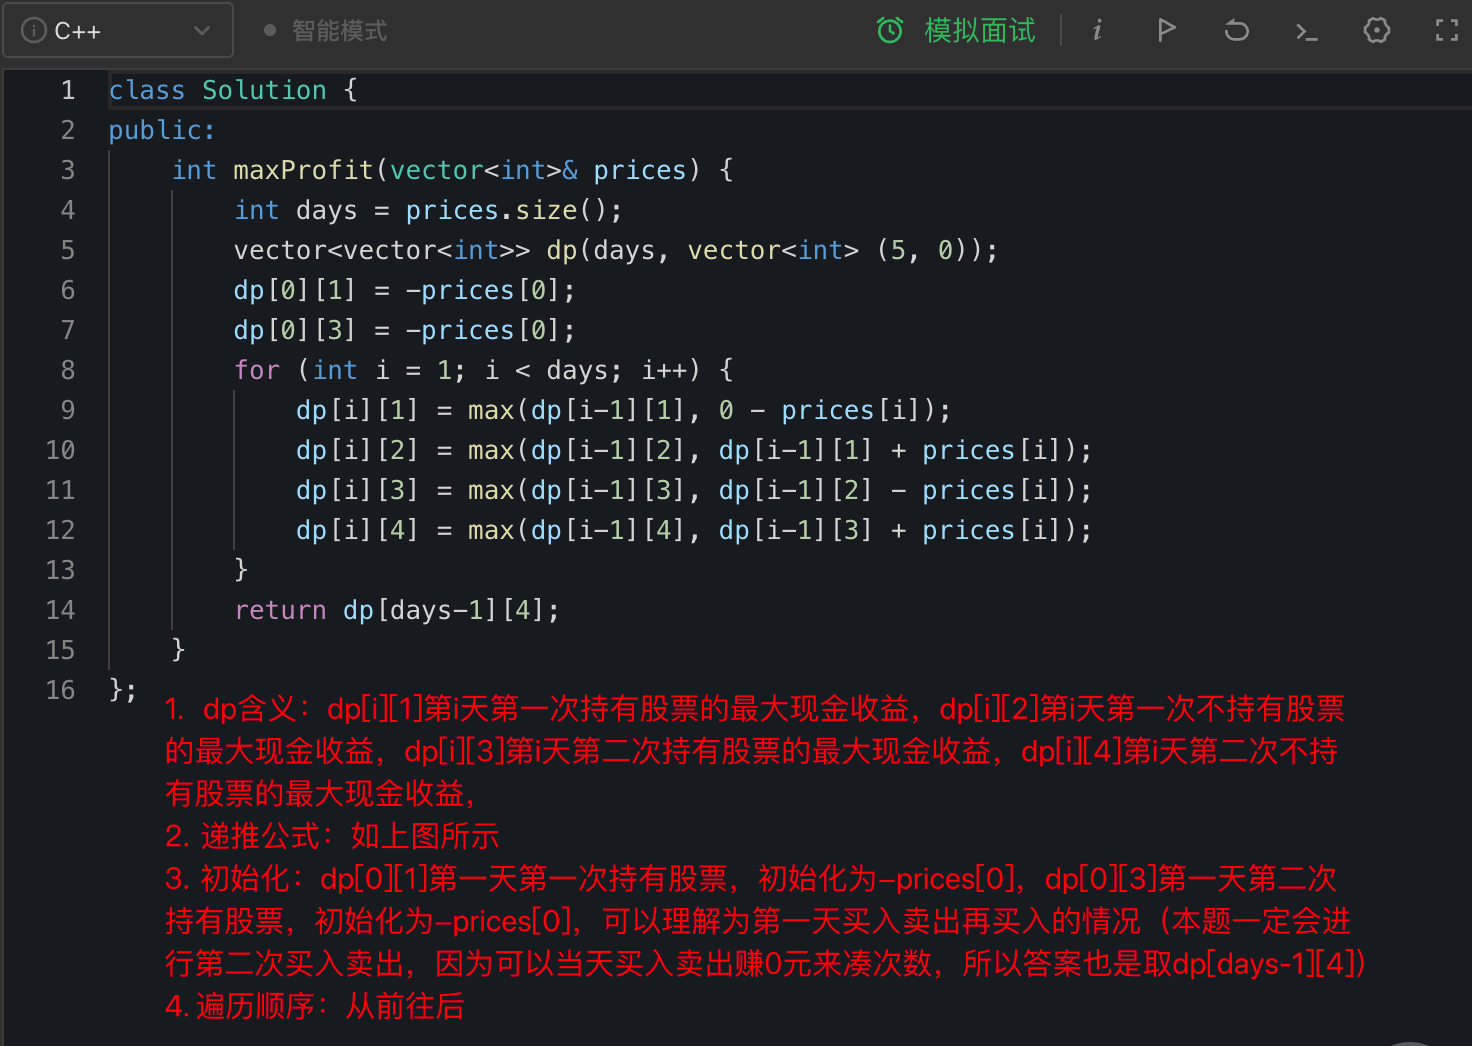 C++ 智能模式 模拟面试
1 class Solution {
2 public:
3 int maxProfit(vector<int>& prices) {
4 int days = prices.size();
5 vector<vector<int>> dp(days, vector<int> (5, 0));
6 dp[0][1] = -prices[0];
7 dp[0][3] = -prices[0];
8 for (int i = 1; i < days; i++) {
9 dp[i][1] = max(dp[i-1][1], 0 - prices[i]);
10 dp[i][2] = max(dp[i-1][2], dp[i-1][1] + prices[i]);
11 dp[i][3] = max(dp[i-1][3], dp[i-1][2] - prices[i]);
12 dp[i][4] = max(dp[i-1][4], dp[i-1][3] + prices[i]);
13 }
14 return dp[days-1][4];
15 }
16 };
1. dp含义：dp[i][1]第i天第一次持有股票的最大现金收益，dp[i][2]第i天第一次不持有股票
的最大现金收益，dp[i][3]第i天第二次持有股票的最大现金收益，dp[i][4]第i天第二次不持
有股票的最大现金收益，
2. 递推公式：如上图所示
3. 初始化：dp[0][1]第一天第一次持有股票，初始化为-prices[0]，dp[0][3]第一天第二次
持有股票，初始化为-prices[0]，可以理解为第一天买入卖出再买入的情况（本题一定会进
行第二次买入卖出，因为可以当天买入卖出赚0元来凑次数，所以答案也是取dp[days-1][4]）
4. 遍历顺序：从前往后